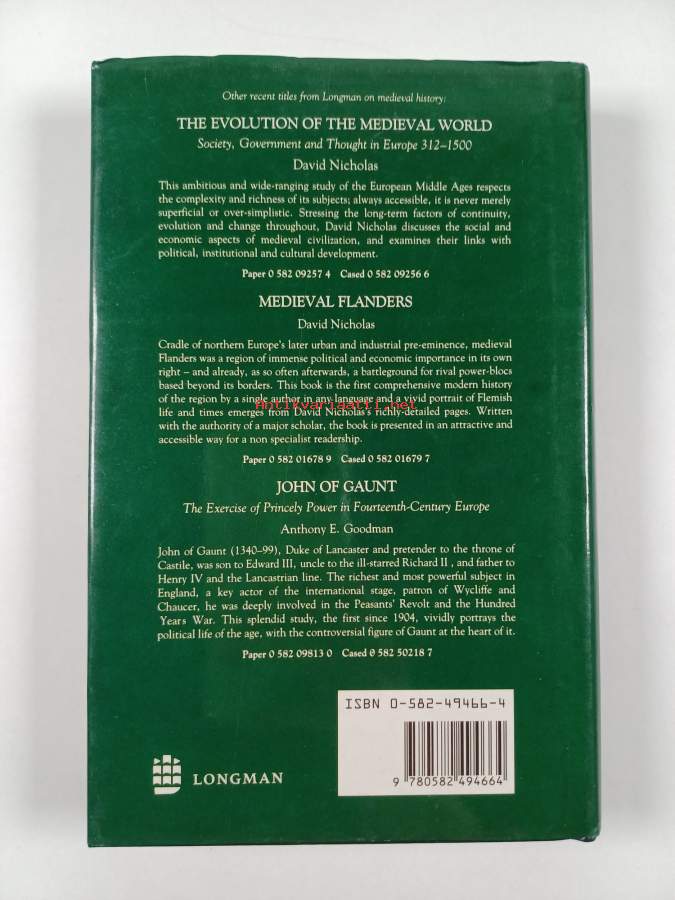 Other recent titles from Longman on medieval history:
THE EVOLUTION OF THE MEDIEVAL WORLD
Society, Government and Thought in Europe 312–1500
David Nicholas
This ambitious and wide-ranging study of the European Middle Ages respects
the complexity and richness of its subjects; always accessible, it is never merely
superficial or over-simplistic. Stressing the long-term factors of continuity,
evolution and change throughout, David Nicholas discusses the social and
economic aspects of medieval civilization, and examines their links with
political, institutional and cultural development.
Paper 0 582 09257 4 Cased 0 582 09256 6
MEDIEVAL FLANDERS
David Nicholas
Cradle of northern Europe's later urban and industrial pre-eminence, medieval
Flanders was a region of immense political and economic importance in its own
right – and already, as so often afterwards, a battleground for rival power-blocs
based beyond its borders. This book is the first comprehensive modern history
of the region by a single author in any language and a vivid portrait of Flemish
Antikvariaatti.net
life and times emerges from David Nicholas's richly-detailed pages. Written
with the authority of a major scholar, the book is presented in an attractive and
accessible way for a non specialist readership.
Paper 0 582 01678 9 Cased 0 582 01679 7
JOHN OF GAUNT
The Exercise of Princely Power in Fourteenth-Century Europe
Anthony E. Goodman
John of Gaunt (1340–99), Duke of Lancaster and pretender to the throne of
Castile, was son to Edward III, uncle to the ill-starred Richard II , and father to
Henry IV and the Lancastrian line. The richest and most powerful subject in
England, a key actor of the international stage, patron of Wycliffe and
Chaucer, he was deeply involved in the Peasants' Revolt and the Hundred
Years War. This splendid study, the first since 1904, vividly portrays the
political life of the age, with the controversial figure of Gaunt at the heart of it.
Paper 0 582 09813 0 Cased 0 582 50218 7
ISBN 0-582-49466-4
9 780582 494664
LONGMAN